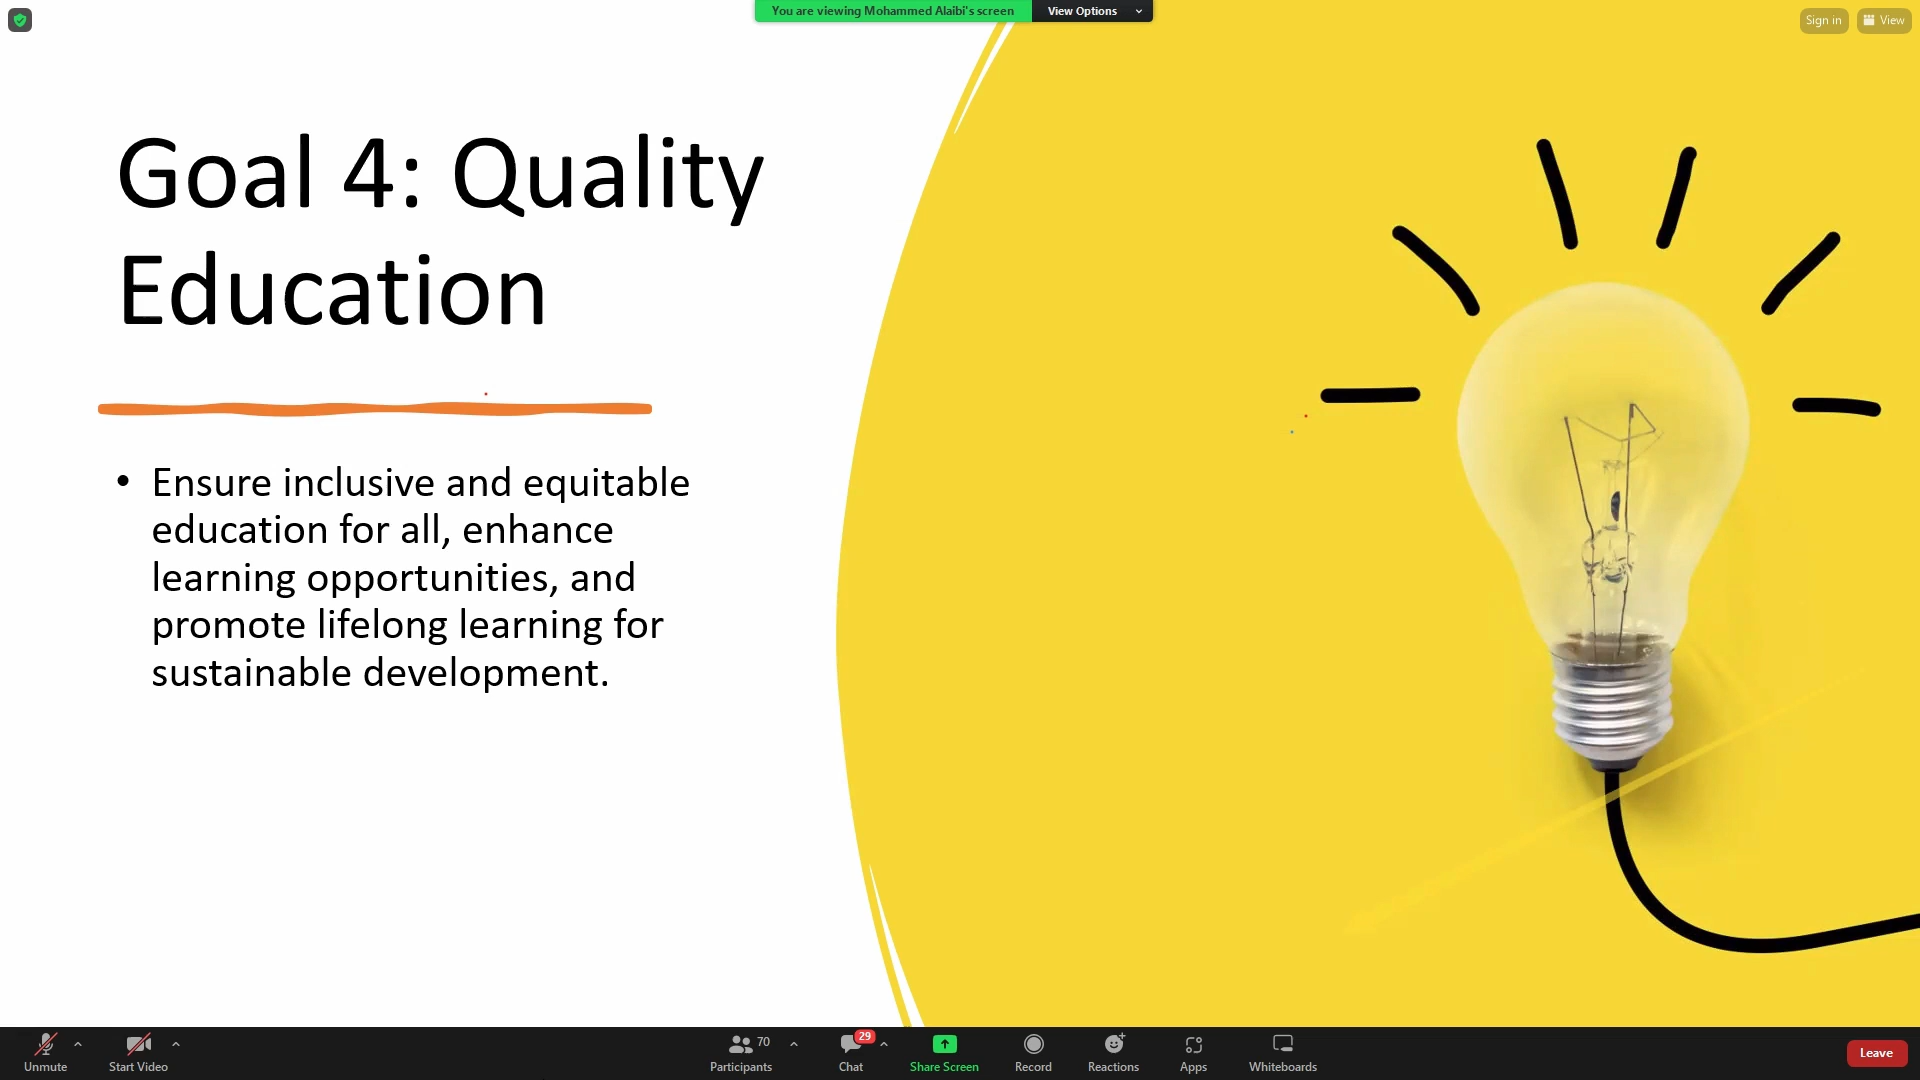 You are viewing Mohammed Alaibi's screen
View Options
Sign in
View
Goal 4: Quality
Education
• Ensure inclusive and equitable
education for all, enhance
learning opportunities, and
promote lifelong learning for
sustainable development.
Unmute
Start Video
70
Participants
29
Chat
Share Screen
Record
Reactions
Apps
Whiteboards
Leave